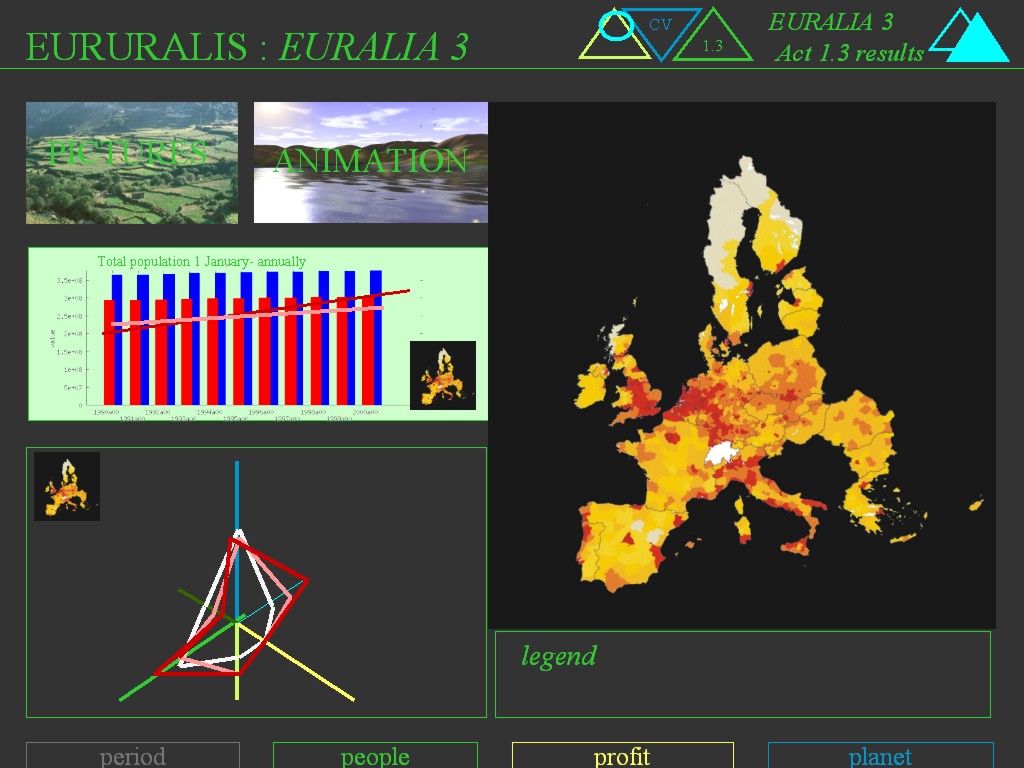 EURURALIS : EURALIA 3
CV
1.3
EURALIA 3
Act 1.3 results
PICTURES
ANIMATION
Total population 1 January- annually
3.5e+08
3e+08
2.5e+08
2e+08
1.5e+08
1e+08
5e+07
0
value
1990a00 1992a00 1994a00 1996a00 1998a00 2000a00
1991a00 1993a00 1995a00 1997a00 1999a00
legend
period
people
profit
planet